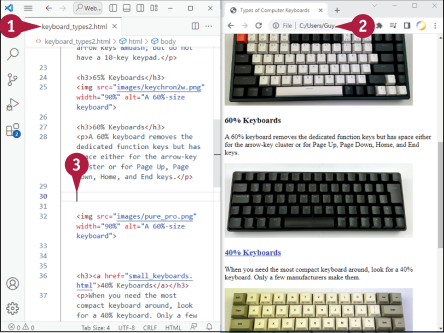 Web...
keyboard_types2.html
keyboard_types2.html > html > body
arrow keys &mdash; but do not
have a 10-key keypad.</p>
23
24 <h3>65% Keyboards</h3>
25 <img src="images/keychron2w.png"
width="90%" alt="A 60%-size
keyboard">
26
27 <h3>60% Keyboards</h3>
28 <p>A 60% keyboard removes the
dedicated function keys but has
space either for the arrow-key
cluster or for Page Up, Page
Down, Home, and End keys.</p>
29
30
31
32 <img src="images/pure_pro.png"
width="90%" alt="A 60%-size
keyboard">
33
34
35
36 <h3><a href="small_keyboards.
html">40% Keyboards</a></h3>
37 <p>When you need the most
compact keyboard around, look
for a 40% keyboard. Only a few
0 0 Tab Size: 4 UTF-8 CRLF HTML
Types of Computer Keyboards
File C:/Users/Guy
60% Keyboards
A 60% keyboard removes the dedicated function keys but has space either
for the arrow-key cluster or for Page Up, Page Down, Home, and End
keys.
40% Keyboards
When you need the most compact keyboard around, look for a 40%
keyboard. Only a few manufacturers make them.
1
2
3